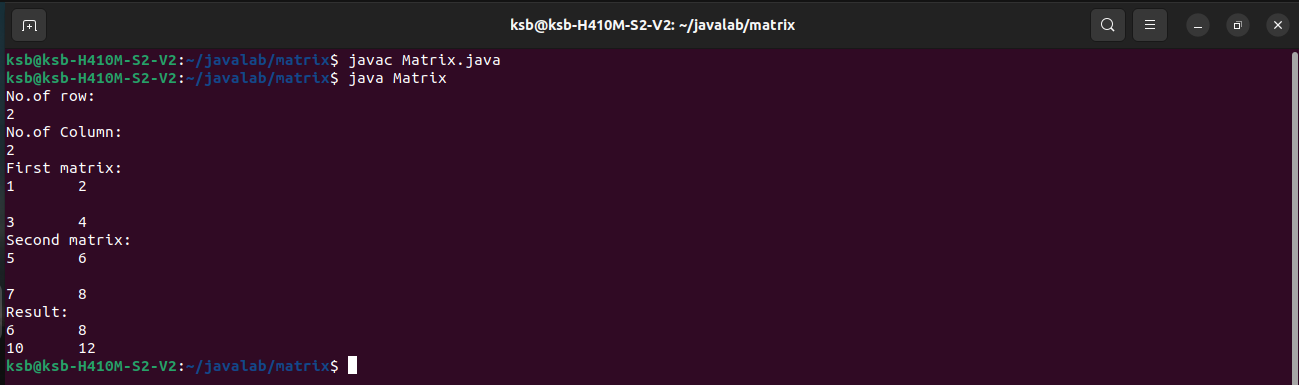 ksb@ksb-H410M-S2-V2: ~/javalab/matrix
ksb@ksb-H410M-S2-V2:~/javalab/matrix$ javac Matrix.java
ksb@ksb-H410M-S2-V2:~/javalab/matrix$ java Matrix
No.of row:
2
No.of Column:
2
First matrix:
1 2
3 4
Second matrix:
5 6
7 8
Result:
6 8
10 12
ksb@ksb-H410M-S2-V2:~/javalab/matrix$